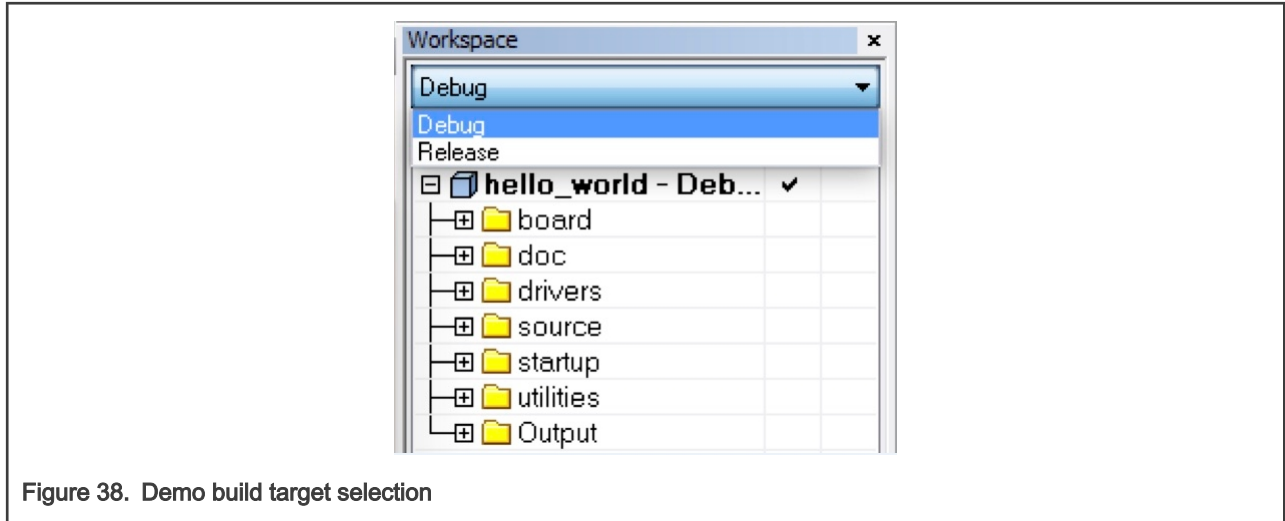 Workspace
Debug
Debug
Release
hello_world - Deb...
board
doc
drivers
source
startup
utilities
Output
Figure 38. Demo build target selection